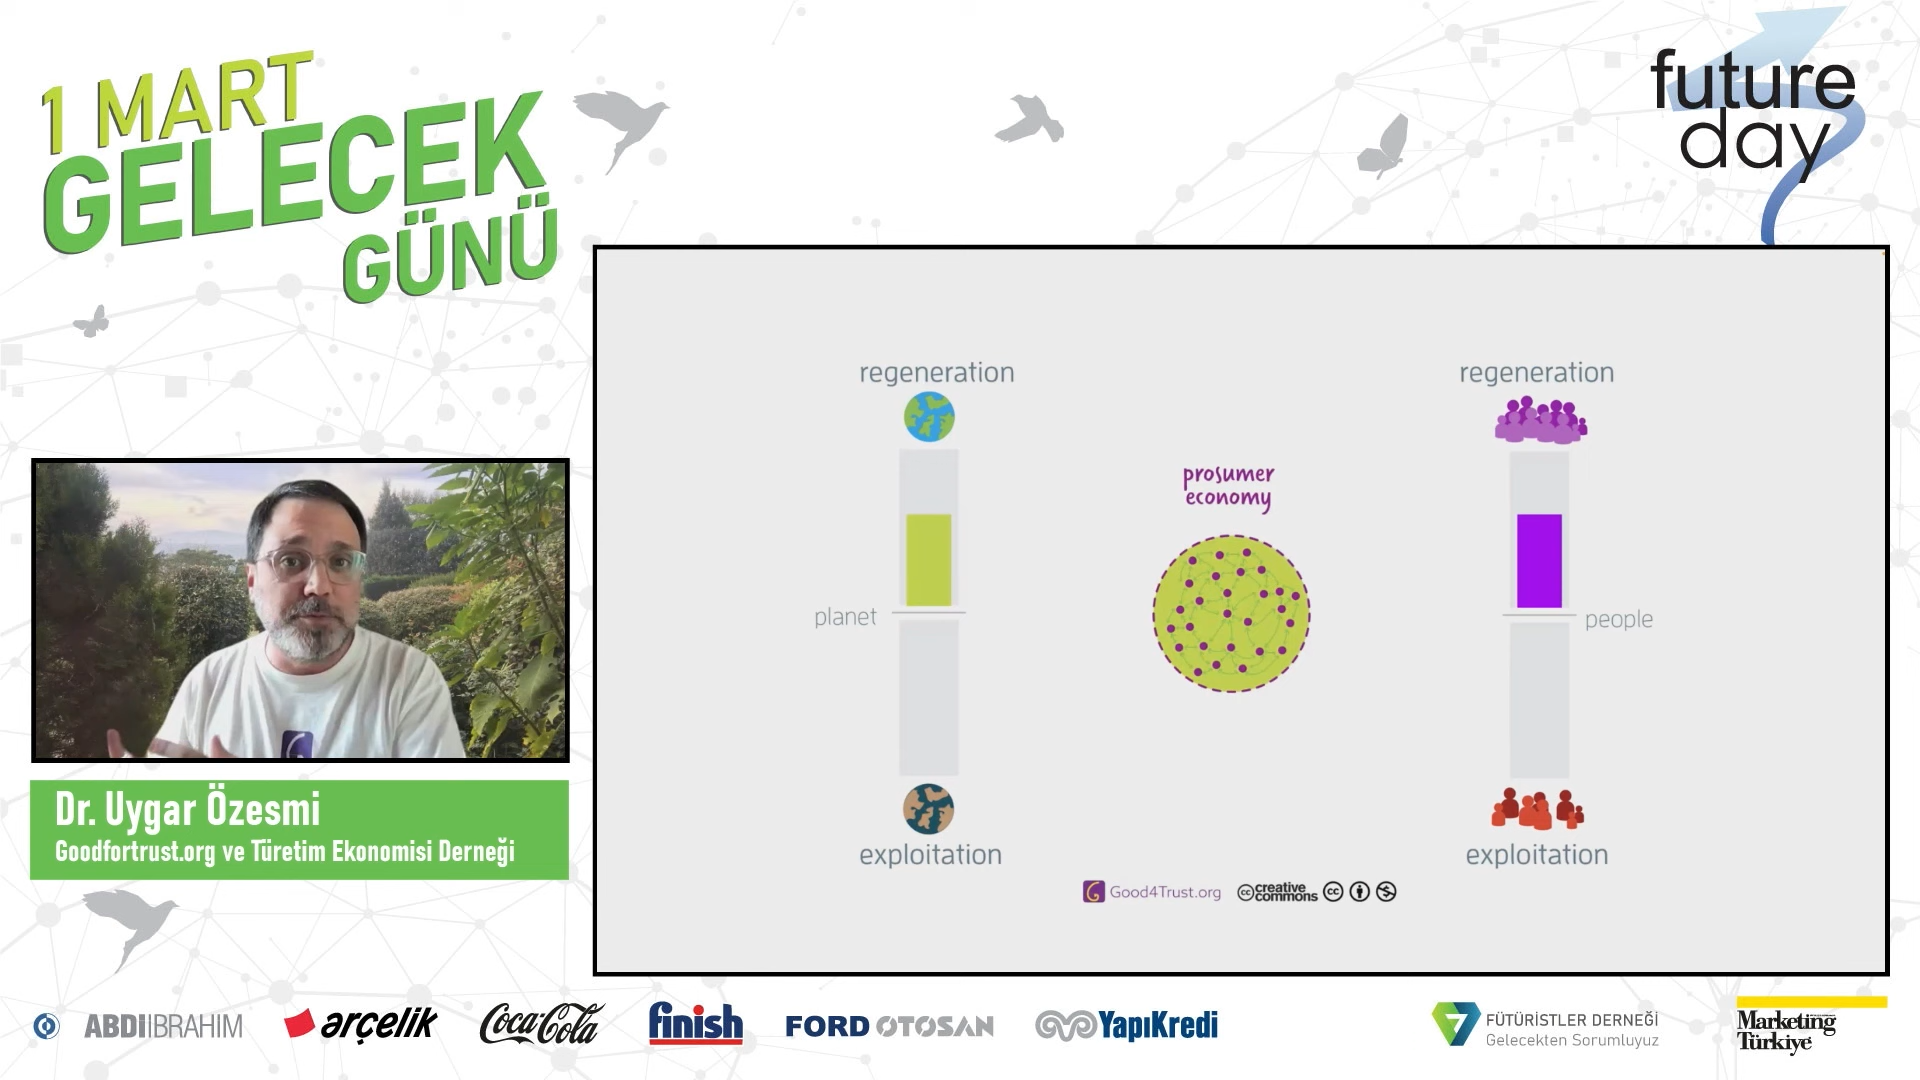 1 MART
GELECEK
GÜNÜ
future
day
regeneration
regeneration
prosumer
economy
planet
people
exploitation
exploitation
Good4Trust.org
cc creative commons
Dr. Uygar Özesmi
Goodfortrust.org ve Türetim Ekonomisi Derneği
ABDİ İBRAHİM
arçelik
Coca-Cola
finish
FORD OTOSAN
YapıKredi
FÜTÜRİSTLER DERNEĞİ
Gelecekten Sorumluyuz
Marketing
Türkiye